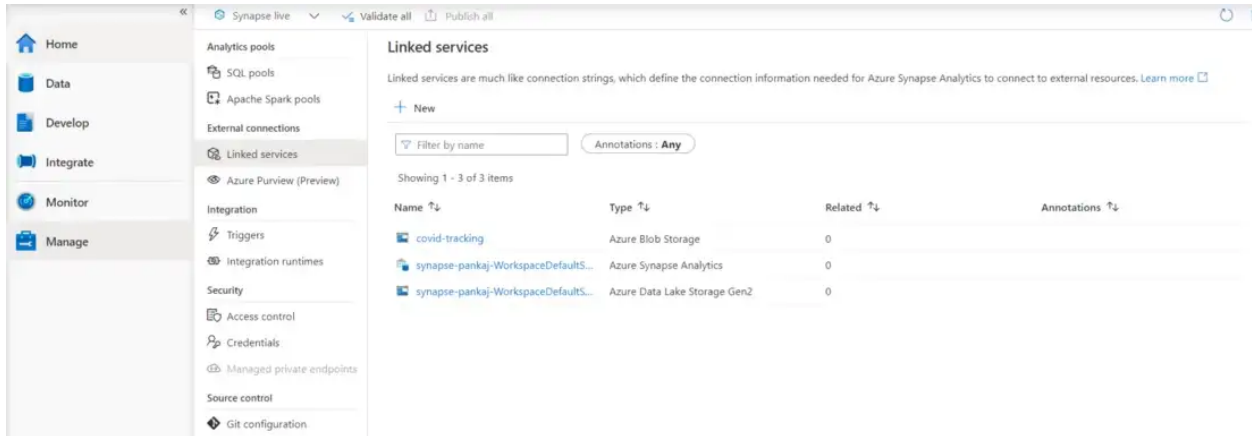 «
Synapse live
Validate all
Publish all
Home
Data
Develop
Integrate
Monitor
Manage
Analytics pools
SQL pools
Apache Spark pools
External connections
Linked services
Azure Purview (Preview)
Integration
Triggers
Integration runtimes
Security
Access control
Credentials
Managed private endpoints
Source control
Git configuration
Linked services
Linked services are much like connection strings, which define the connection information needed for Azure Synapse Analytics to connect to external resources. Learn more
+ New
Filter by name
Annotations : Any
Showing 1 - 3 of 3 items
Name ↑↓ Type ↑↓ Related ↑↓ Annotations ↑↓
covid-tracking Azure Blob Storage 0
synapse-pankaj-WorkspaceDefaultS... Azure Synapse Analytics 0
synapse-pankaj-WorkspaceDefaultS... Azure Data Lake Storage Gen2 0